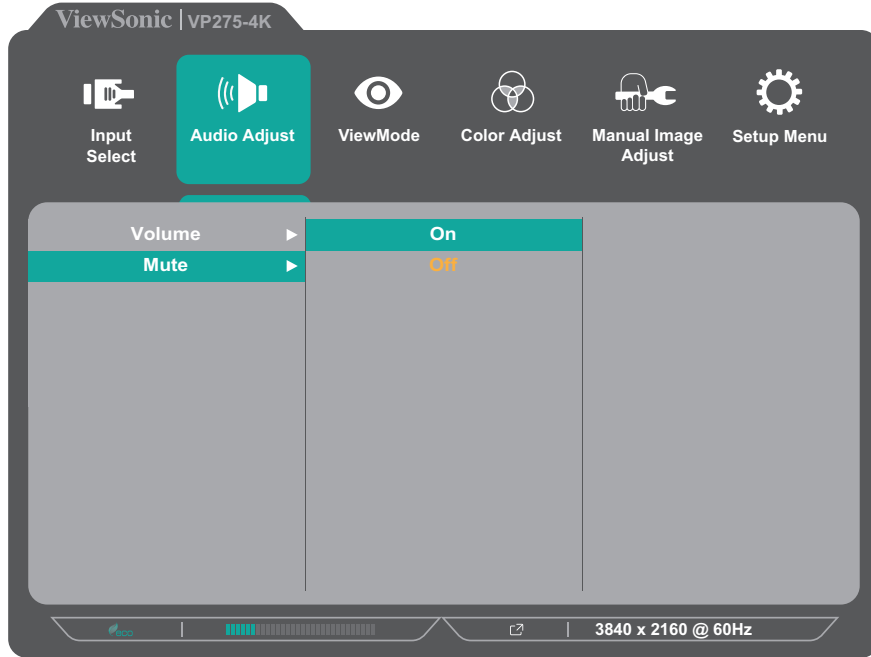 ViewSonic | VP275-4K
Input
Select
Audio Adjust
ViewMode
Color Adjust
Manual Image
Adjust
Setup Menu
Volume
On
Mute
Off
eco
3840 x 2160 @ 60Hz